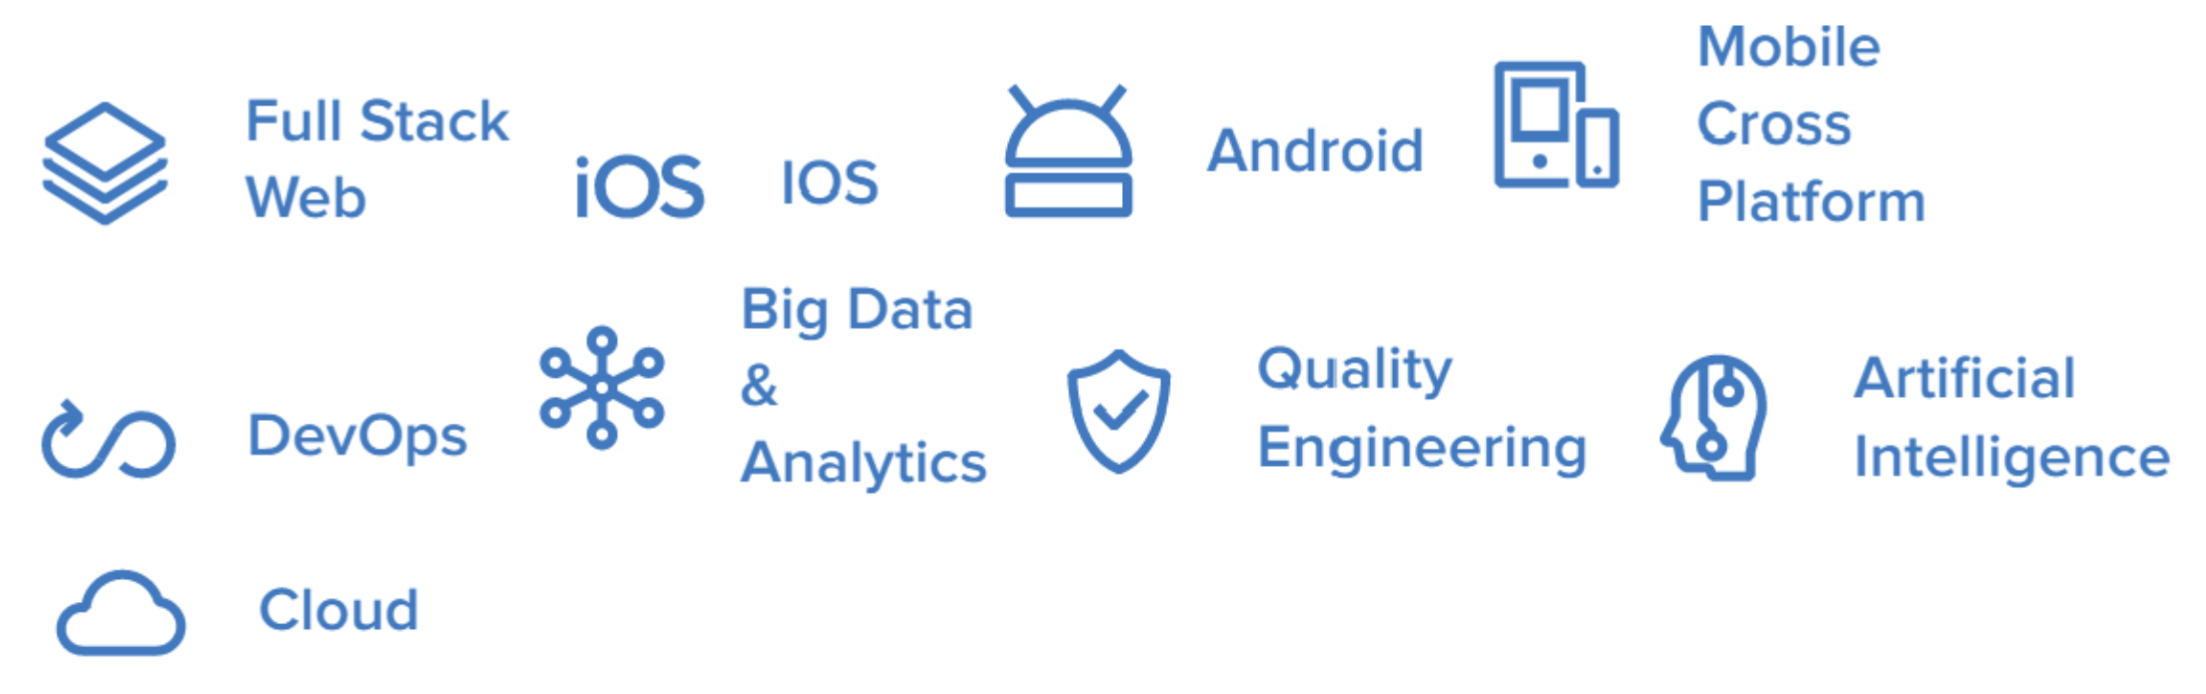 Full Stack
Web
iOS
IOS
Android
Mobile
Cross
Platform
DevOps
Big Data
&
Analytics
Quality
Engineering
Artificial
Intelligence
Cloud